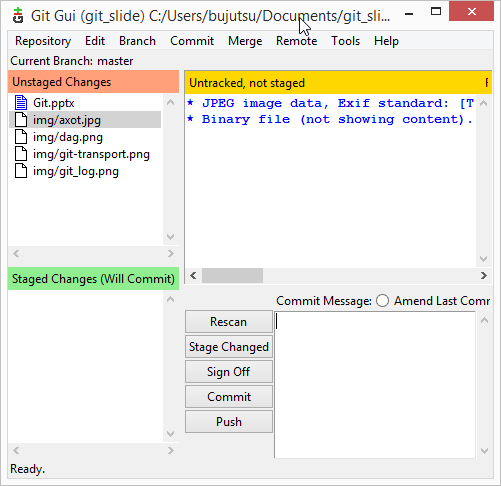 Git Gui (git_slide) C:/Users/bujutsu/Documents/git_sli...
Repository Edit Branch Commit Merge Remote Tools Help
Current Branch: master
Unstaged Changes
Git.pptx
img/axot.jpg
img/dag.png
img/git-transport.png
img/git_log.png
Staged Changes (Will Commit)
Untracked, not staged F
* JPEG image data, Exif standard: [T
* Binary file (not showing content).
Commit Message: Amend Last Comm
Rescan
Stage Changed
Sign Off
Commit
Push
Ready.